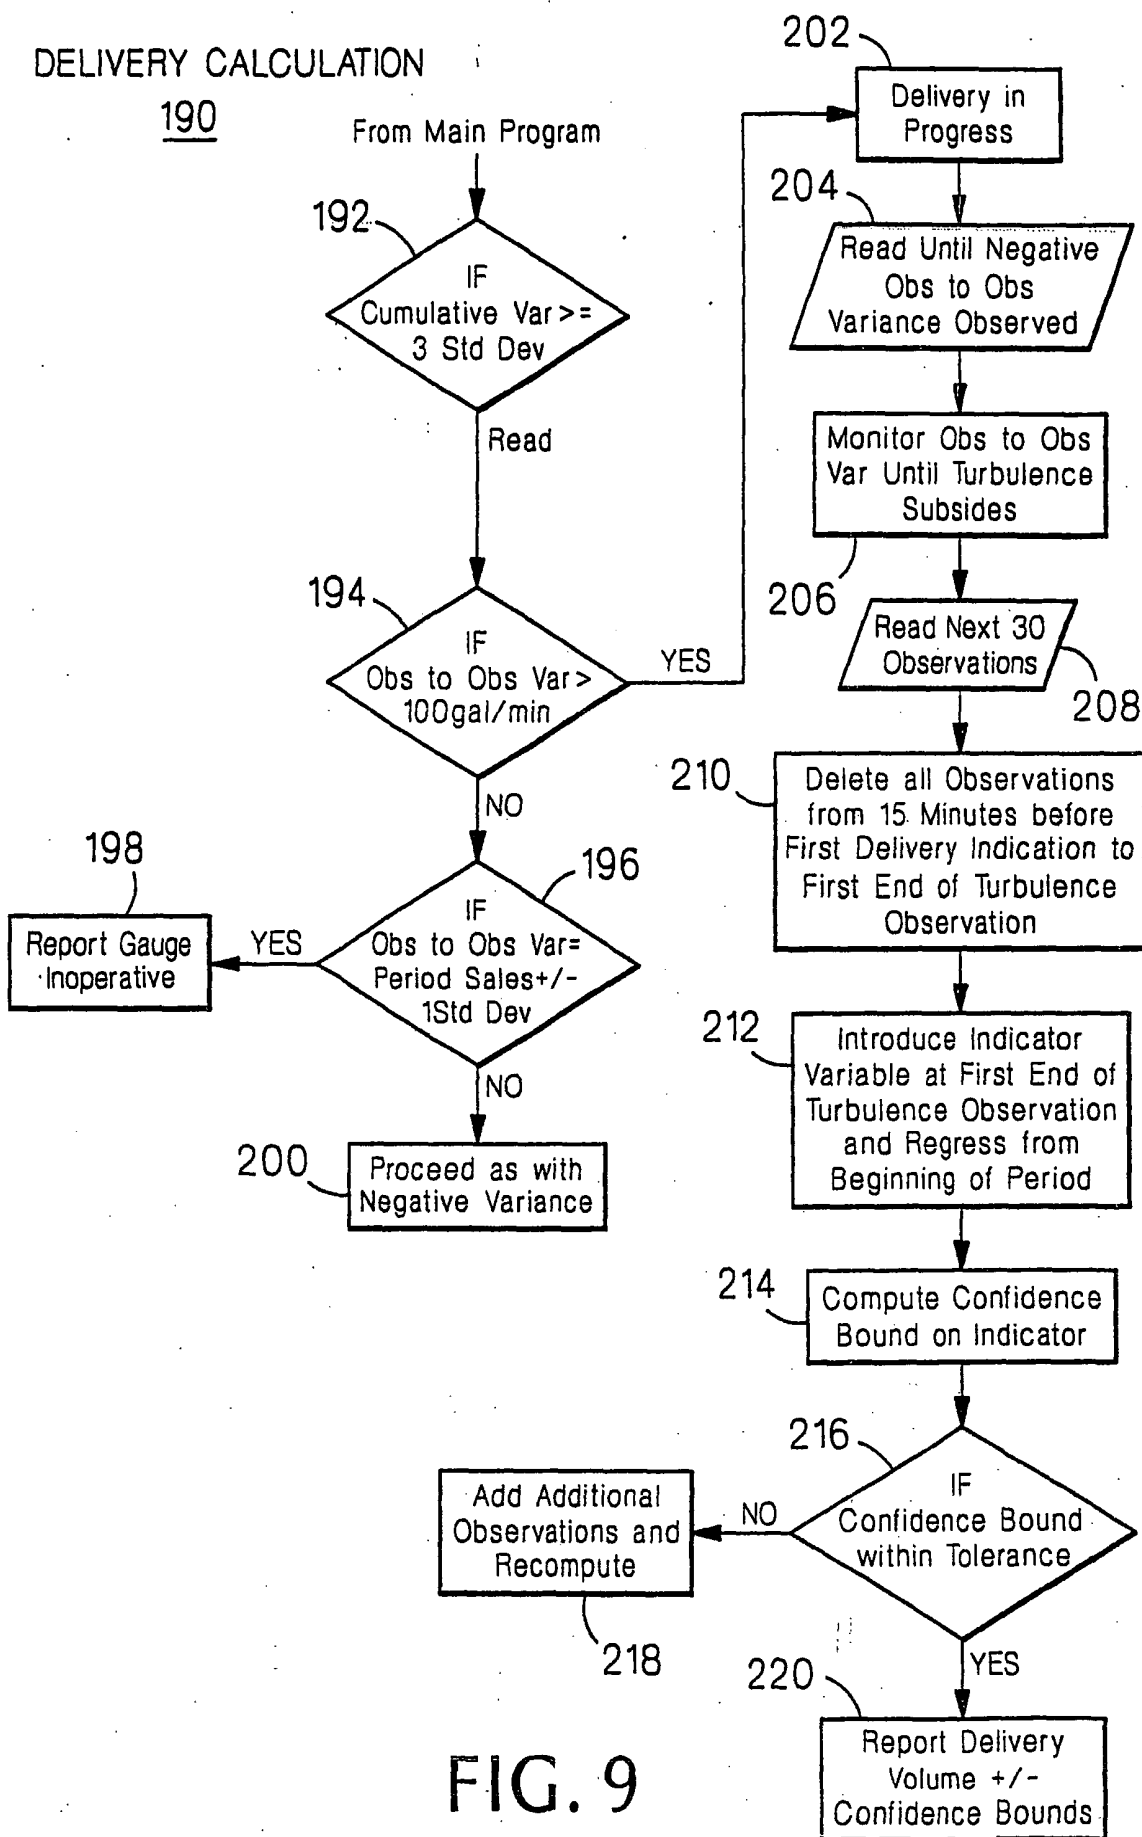 DELIVERY CALCULATION
190
From Main Program
192
IF
Cumulative Var >=
3 Std Dev
Read
194
IF
Obs to Obs Var >
100gal/min
YES
NO
196
IF
Obs to Obs Var=
Period Sales+/-
1Std Dev
YES
198
Report Gauge
Inoperative
NO
200
Proceed as with
Negative Variance
202
Delivery in
Progress
204
Read Until Negative
Obs to Obs
Variance Observed
Monitor Obs to Obs
Var Until Turbulence
Subsides
206
Read Next 30
Observations
208
210
Delete all Observations
from 15 Minutes before
First Delivery Indication to
First End of Turbulence
Observation
212
Introduce Indicator
Variable at First End of
Turbulence Observation
and Regress from
Beginning of Period
214
Compute Confidence
Bound on Indicator
216
IF
Confidence Bound
within Tolerance
NO
Add Additional
Observations and
Recompute
218
YES
220
Report Delivery
Volume +/-
Confidence Bounds
FIG. 9